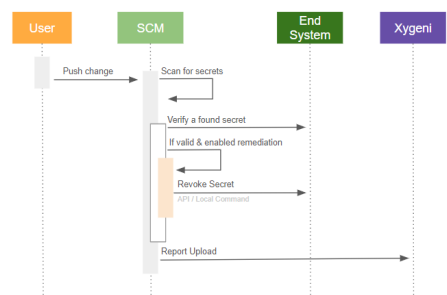 User
SCM
End
System
Xygeni
Push change
Scan for secrets
Verify a found secret
If valid & enabled remediation
Revoke Secret
API / Local Command
Report Upload